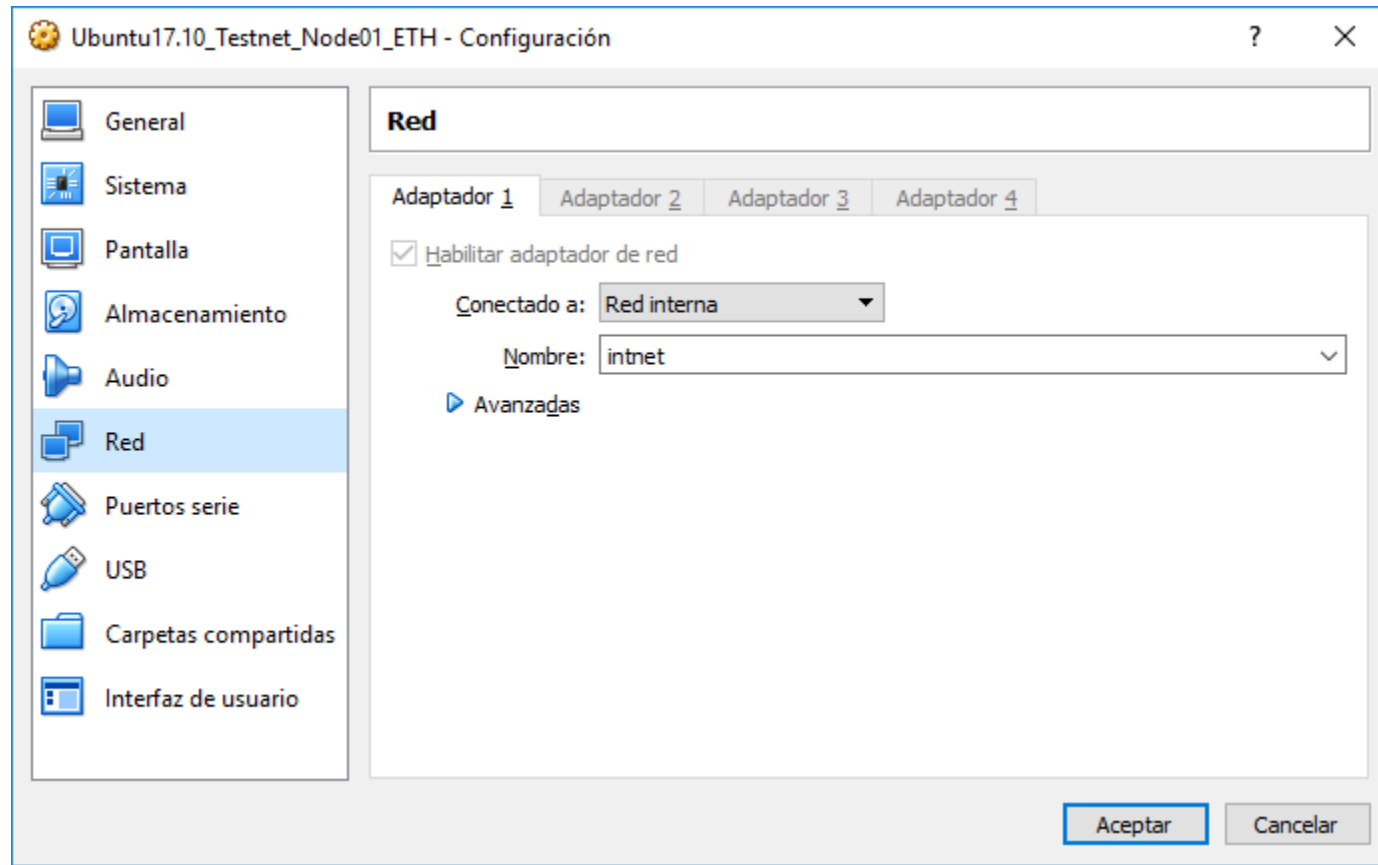 Ubuntu17.10_Testnet_Node01_ETH - Configuración ?
General
Sistema
Pantalla
Almacenamiento
Audio
Red
Puertos serie
USB
Carpetas compartidas
Interfaz de usuario
Red
Adaptador 1 Adaptador 2 Adaptador 3 Adaptador 4
Habilitar adaptador de red
Conectado a: Red interna
Nombre: intnet
Avanzadas
Aceptar Cancelar